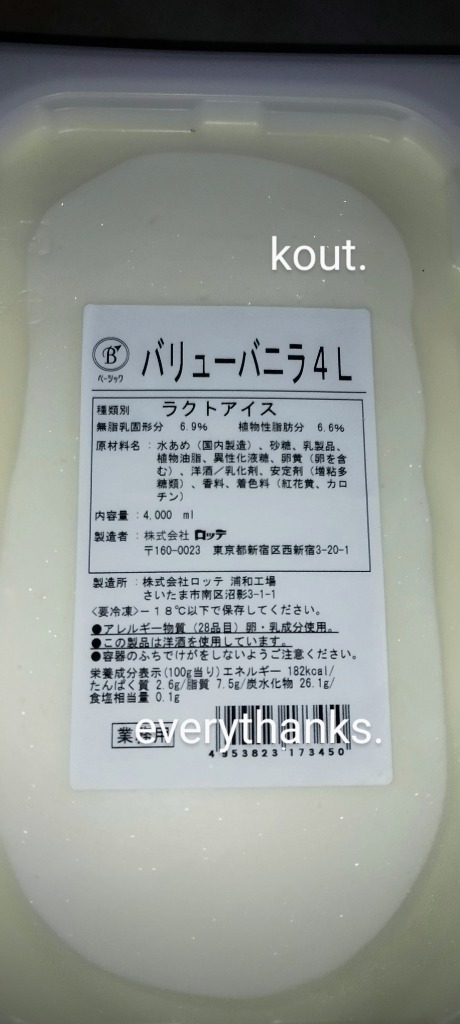 kout.
B
ベーシック
バリューバニラ4L
種類別 ラクトアイス
無脂乳固形分 6.9% 植物性脂肪分 6.6%
原材料名：水あめ（国内製造）、砂糖、乳製品、
植物油脂、異性化液糖、卵黄（卵を含
む）、洋酒／乳化剤、安定剤（増粘多
糖類）、香料、着色料（紅花黄、カロ
チン）
内容量：4,000 ml
製造者：株式会社 ロッテ
〒160-0023 東京都新宿区西新宿3-20-1
製造所：株式会社ロッテ 浦和工場
さいたま市南区沼影3-1-1
<要冷凍>－18℃以下で保存してください。
●アレルギー物質（28品目）卵・乳成分使用。
●この製品は洋酒を使用しています。
●容器のふちでけがをしないようご注意ください。
栄養成分表示(100g当り)エネルギー 182kcal/
たんぱく質 2.6g/脂質 7.5g/炭水化物 26.1g/
食塩相当量 0.1g
業務用
everythanks.
4 953823 173450